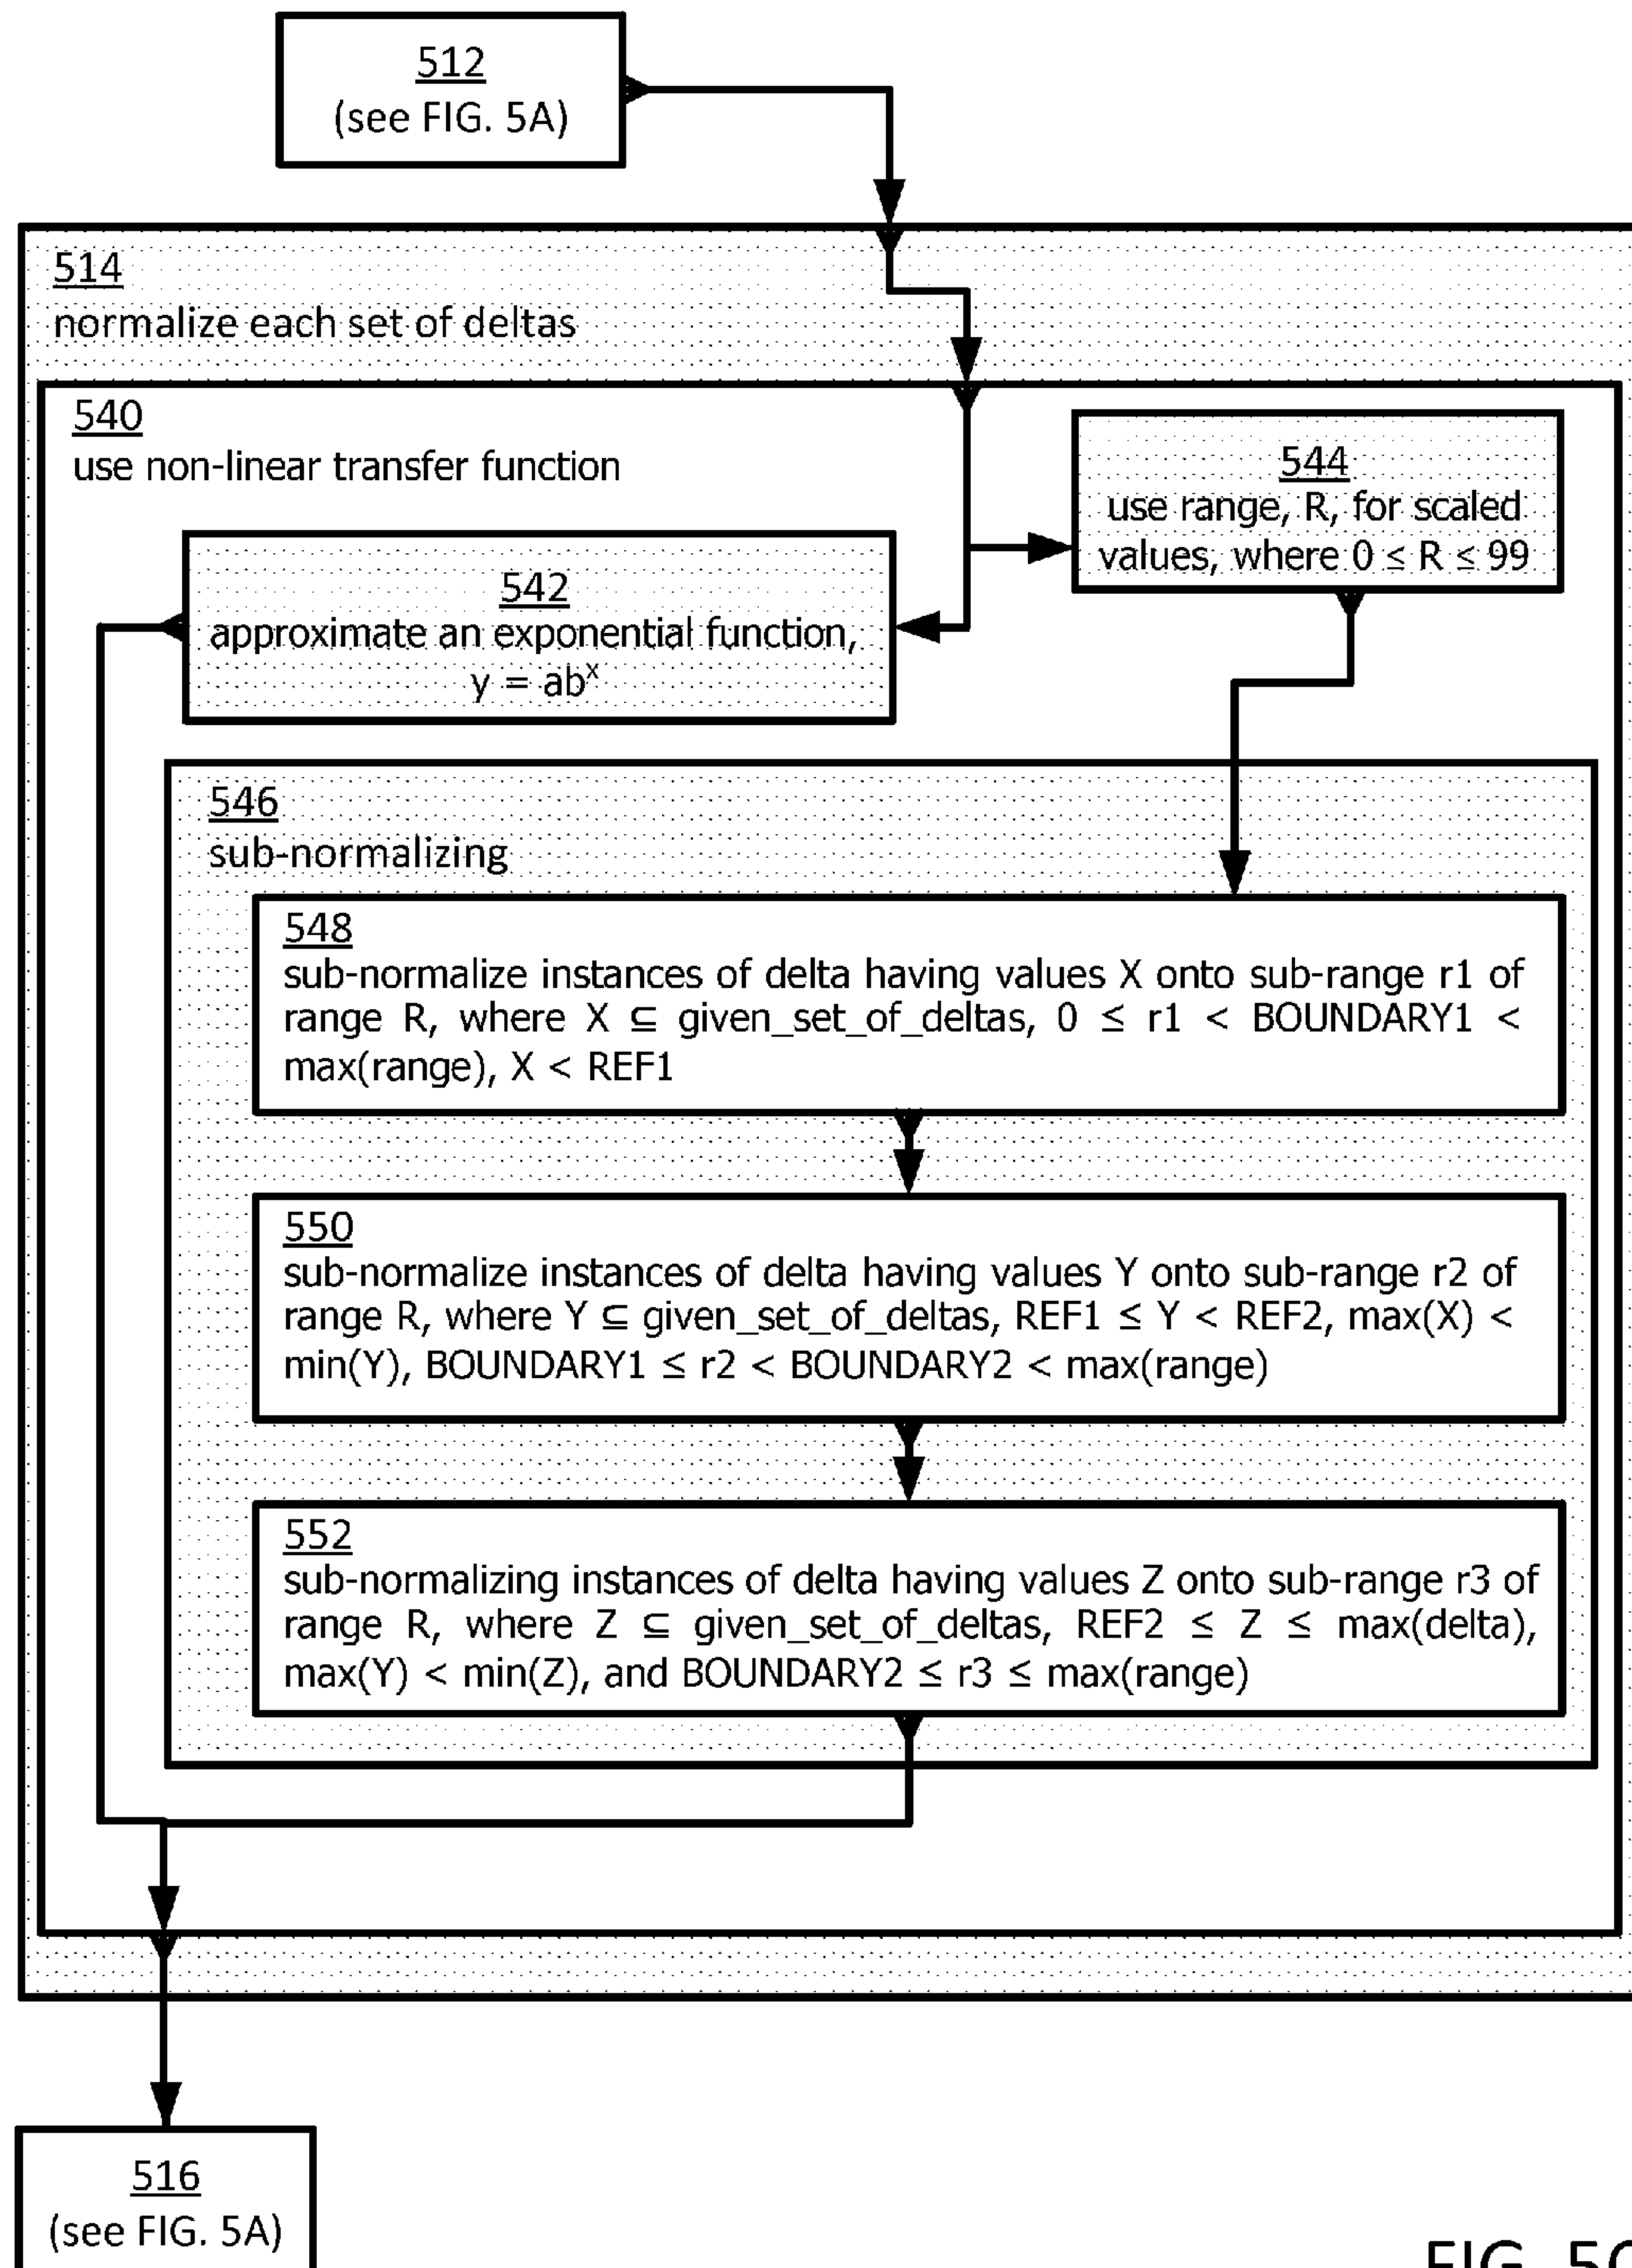 512
(see FIG. 5A)
514
normalize each set of deltas
540
use non-linear transfer function
544
use range, R, for scaled
values, where 0 ≤ R ≤ 99
542
approximate an exponential function,
y = abˣ
546
sub-normalizing
548
sub-normalize instances of delta having values X onto sub-range r1 of
range R, where X ⊆ given_set_of_deltas, 0 ≤ r1 < BOUNDARY1 <
max(range), X < REF1
550
sub-normalize instances of delta having values Y onto sub-range r2 of
range R, where Y ⊆ given_set_of_deltas, REF1 ≤ Y < REF2, max(X) <
min(Y), BOUNDARY1 ≤ r2 < BOUNDARY2 < max(range)
552
sub-normalizing instances of delta having values Z onto sub-range r3 of
range R, where Z ⊆ given_set_of_deltas, REF2 ≤ Z ≤ max(delta),
max(Y) < min(Z), and BOUNDARY2 ≤ r3 ≤ max(range)
516
(see FIG. 5A)
FIG.